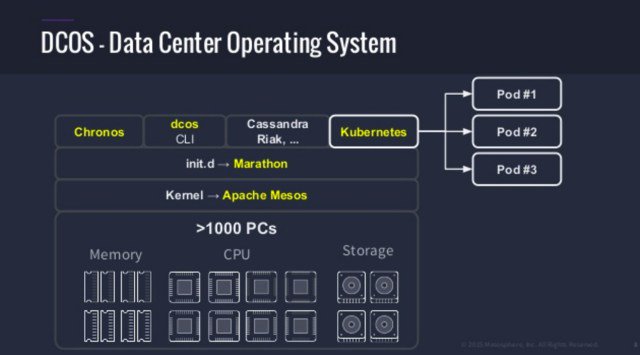 DCOS - Data Center Operating System
Pod #1
Chronos
dcos
CLI
Cassandra
Riak, ...
Kubernetes
Pod #2
init.d → Marathon
Pod #3
Kernel → Apache Mesos
>1000 PCs
Memory
CPU
Storage
© 2015 Mesosphere, Inc. All Rights Reserved.